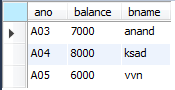 ano balance bname
A03 7000 anand
A04 8000 ksad
A05 6000 vvn